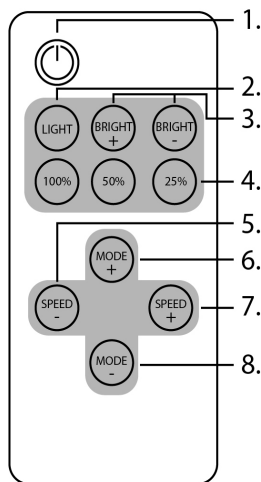 1.
2.
LIGHT BRIGHT + BRIGHT - 3.
100% 50% 25% 4.
5.
MODE + 6.
SPEED - SPEED + 7.
MODE - 8.